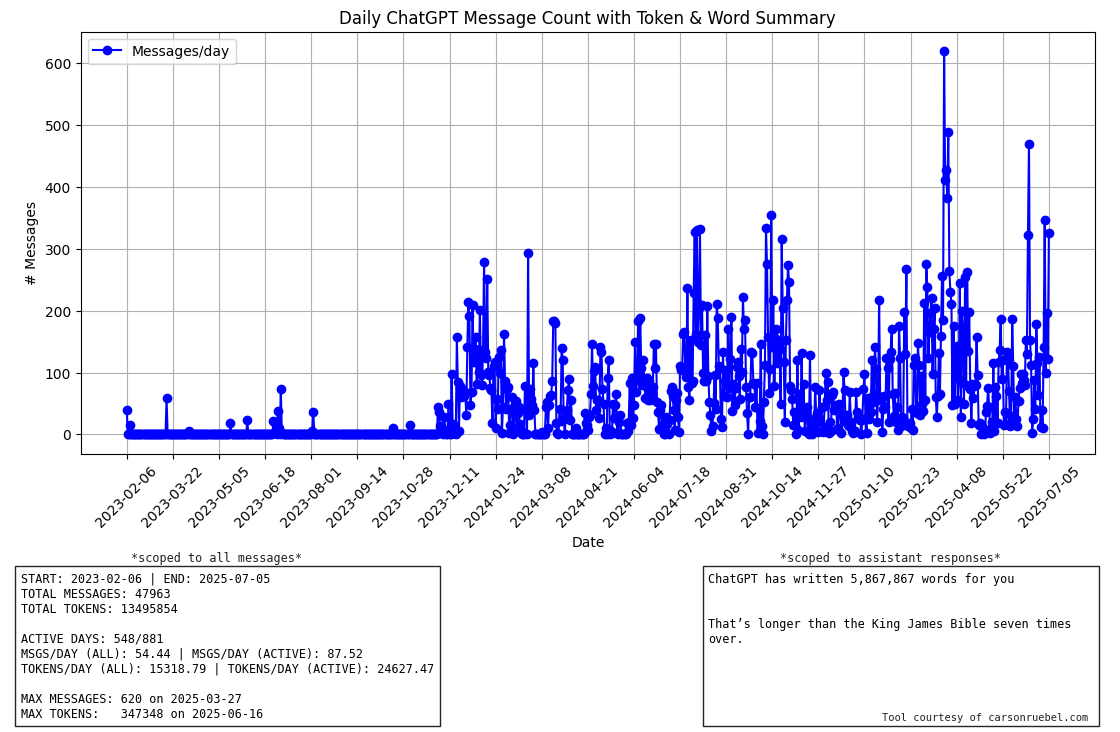 Daily ChatGPT Message Count with Token & Word Summary
Messages/day
600
500
400
300
200
100
0
# Messages
2023-02-06
2023-03-22
2023-05-05
2023-06-18
2023-08-01
2023-09-14
2023-10-28
2023-12-11
2024-01-24
2024-03-08
2024-04-21
2024-06-04
2024-07-18
2024-08-31
2024-10-14
2024-11-27
2025-01-10
2025-02-23
2025-04-08
2025-05-22
2025-07-05
Date
*scoped to all messages*
START: 2023-02-06 | END: 2025-07-05
TOTAL MESSAGES: 47963
TOTAL TOKENS: 13495854
ACTIVE DAYS: 548/881
MSGS/DAY (ALL): 54.44 | MSGS/DAY (ACTIVE): 87.52
TOKENS/DAY (ALL): 15318.79 | TOKENS/DAY (ACTIVE): 24627.47
MAX MESSAGES: 620 on 2025-03-27
MAX TOKENS:   347348 on 2025-06-16
*scoped to assistant responses*
ChatGPT has written 5,867,867 words for you
That’s longer than the King James Bible seven times
over.
Tool courtesy of carsonruebel.com